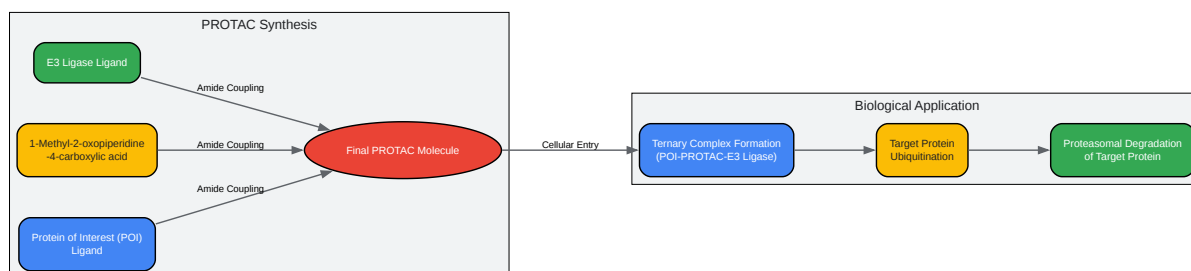 PROTAC Synthesis
E3 Ligase Ligand
Amide Coupling
1-Methyl-2-oxopiperidine
-4-carboxylic acid
Amide Coupling
Final PROTAC Molecule
Amide Coupling
Protein of Interest (POI)
Ligand
Cellular Entry
Biological Application
Ternary Complex Formation
(POI-PROTAC-E3 Ligase)
Target Protein
Ubiquitination
Proteasomal Degradation
of Target Protein